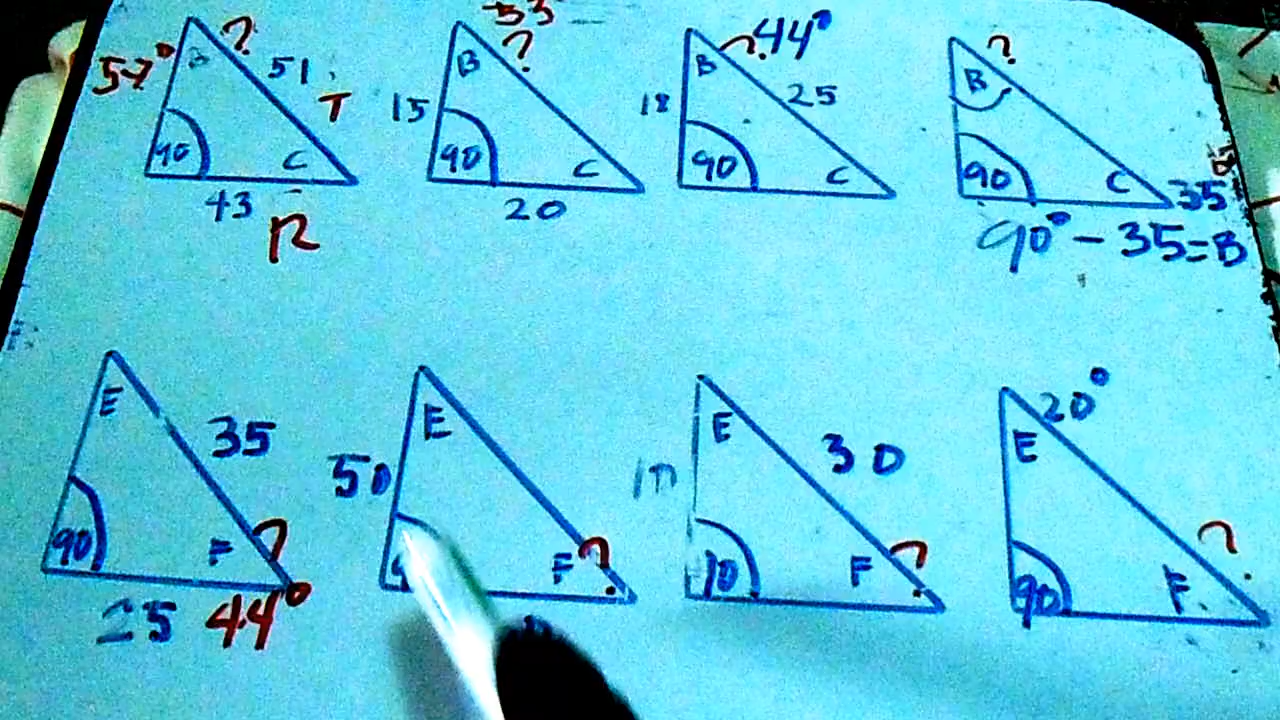 57° B ? 51 T
90 C
43 R
53
B ?
15
90 C
20
B ? 44°
18 25
90 C
?
B
90 C 35°
90° - 35 = B
E 35
90 F ?
25 44°
E
50
F ?
E 30
F ?
20°
E
?
90 F